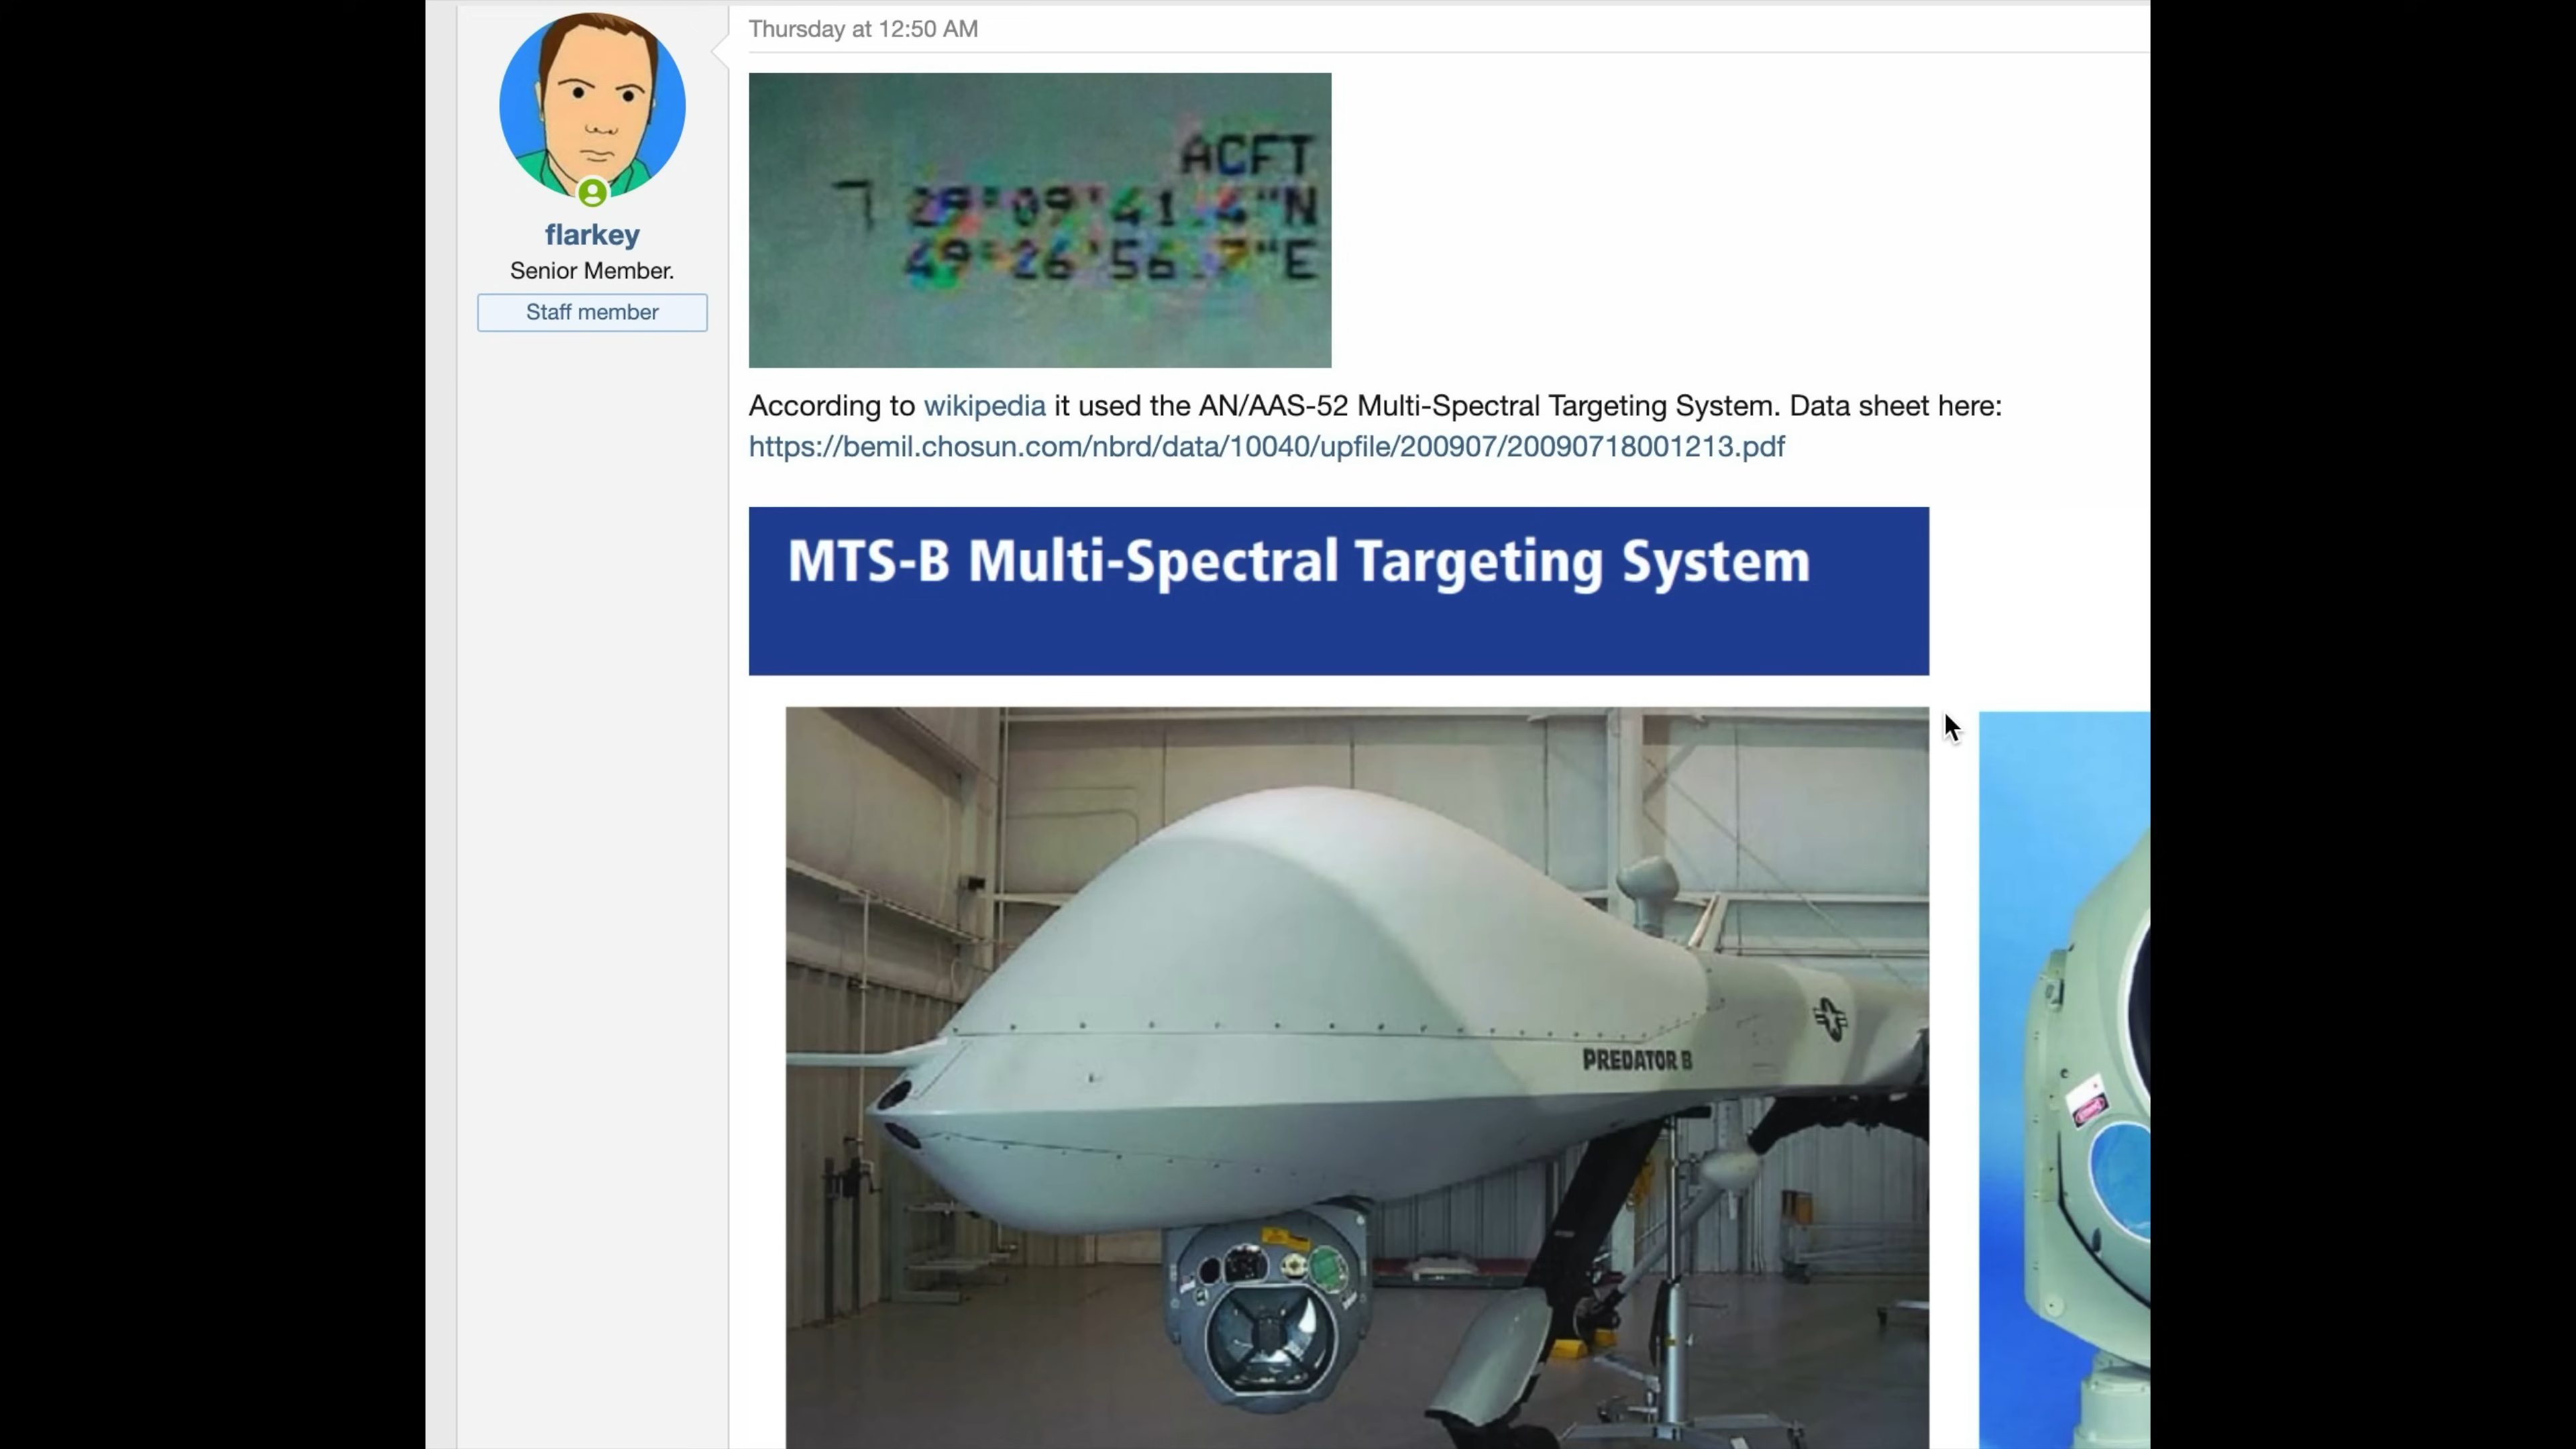 Thursday at 12:50 AM
flarkey
Senior Member.
Staff member
ACFT
29°09'41.4"N
49°26'56.7"E
According to wikipedia it used the AN/AAS-52 Multi-Spectral Targeting System. Data sheet here:
https://bemil.chosun.com/nbrd/data/10040/upfile/200907/20090718001213.pdf
MTS-B Multi-Spectral Targeting System
PREDATOR B